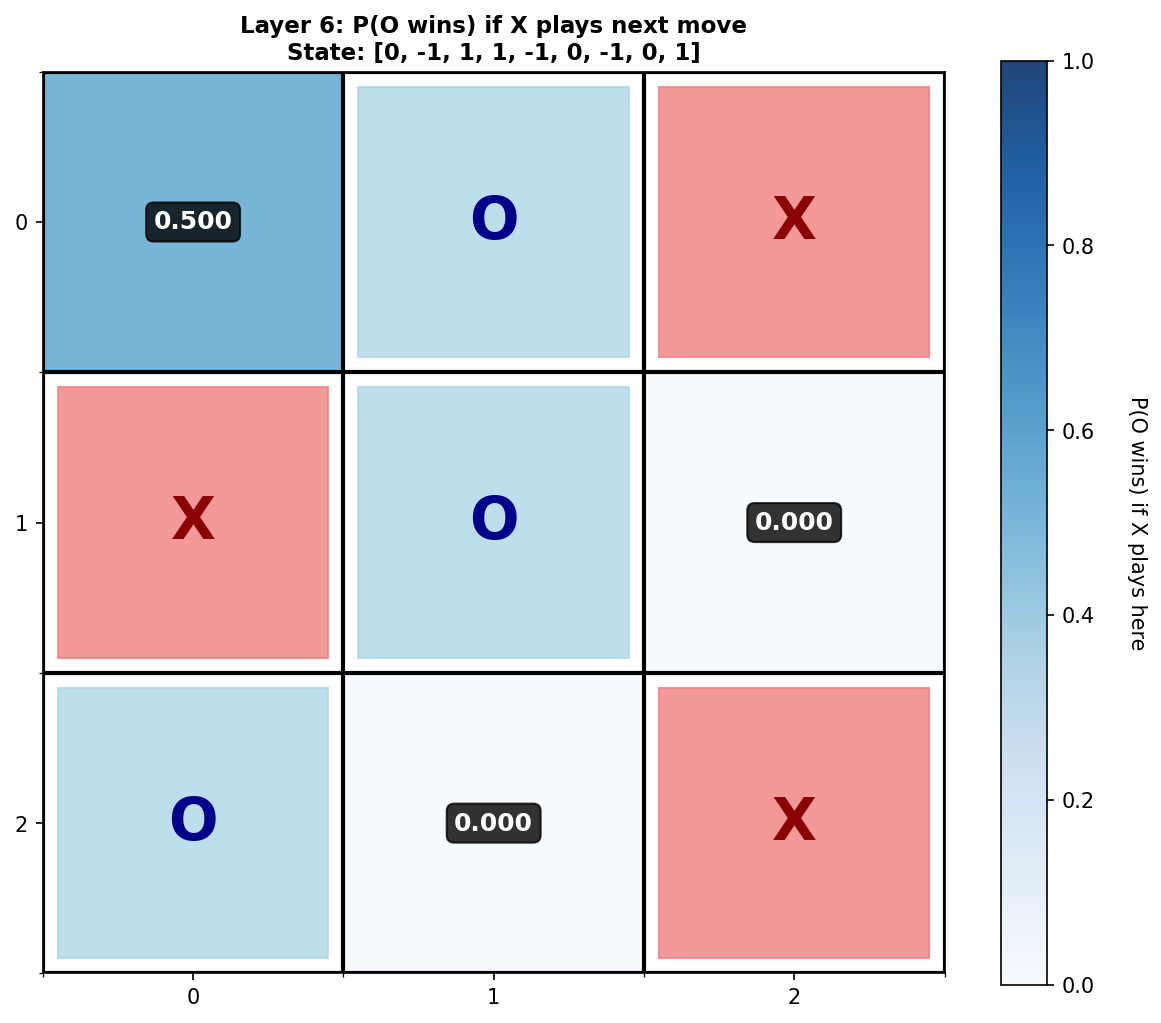 Layer 6: P(O wins) if X plays next move
State: [0, -1, 1, 1, -1, 0, -1, 0, 1]
0
0.500
O
X
1
X
O
0.000
2
O
0.000
X
0
1
2
1.0
0.8
0.6
0.4
0.2
0.0
P(O wins) if X plays here